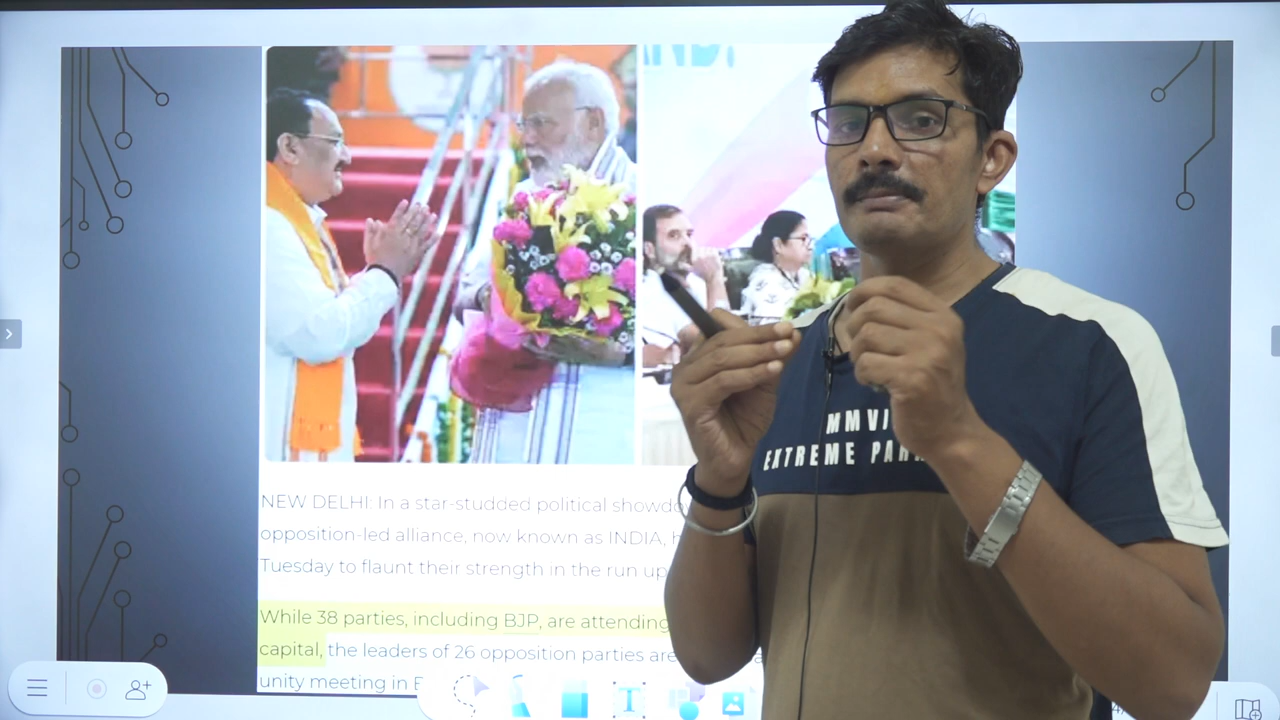 NEW DELHI: In a star-studded political
opposition-led alliance, now known as INDIA,
Tuesday to flaunt their strength in the run up
While 38 parties, including BJP, are attending
capital, the leaders of 26 opposition parties are
unity meeting in
MMVI
EXTREME
T